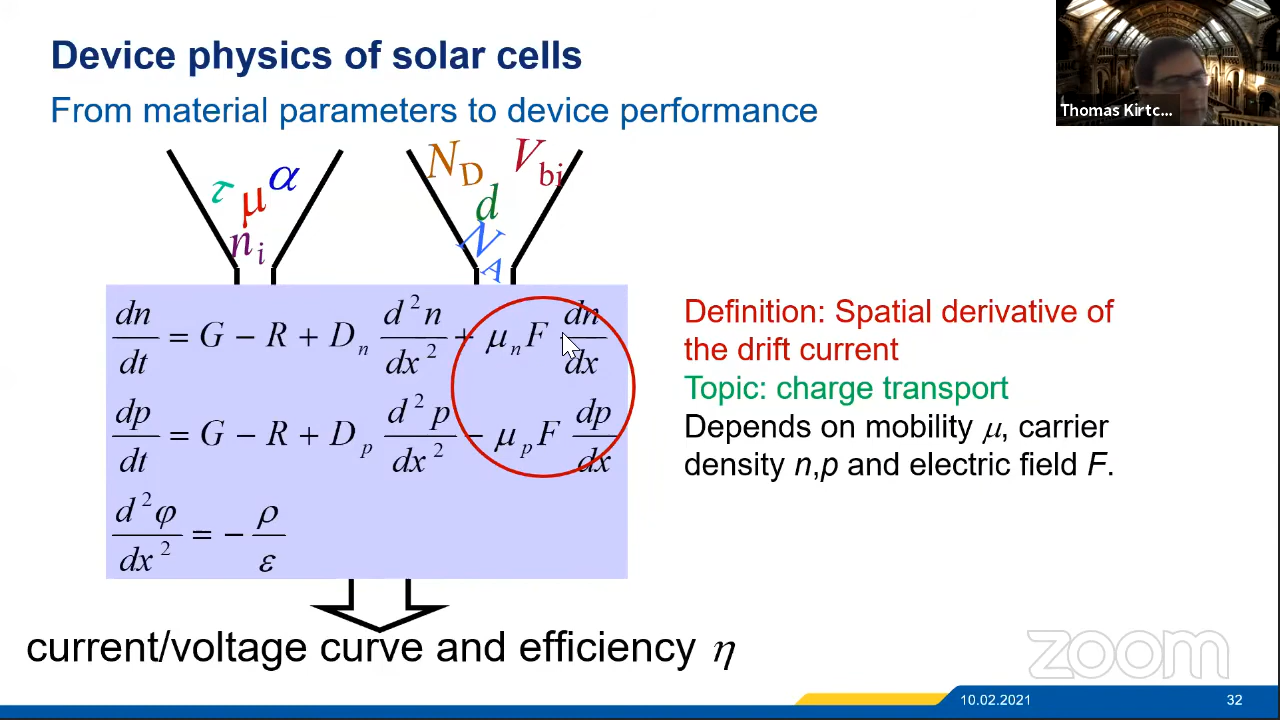 Device physics of solar cells
From material parameters to device performance
Thomas Kirtc...
τ μ α
n_i
N_D V_bi
d
N_A
dn/dt = G − R + D_n d²n/dx² + μ_n F dn/dx
dp/dt = G − R + D_p d²p/dx² − μ_p F dp/dx
d²φ/dx² = − ρ/ε
Definition: Spatial derivative of
the drift current
Topic: charge transport
Depends on mobility μ, carrier
density n,p and electric field F.
current/voltage curve and efficiency η
zoom
10.02.2021
32